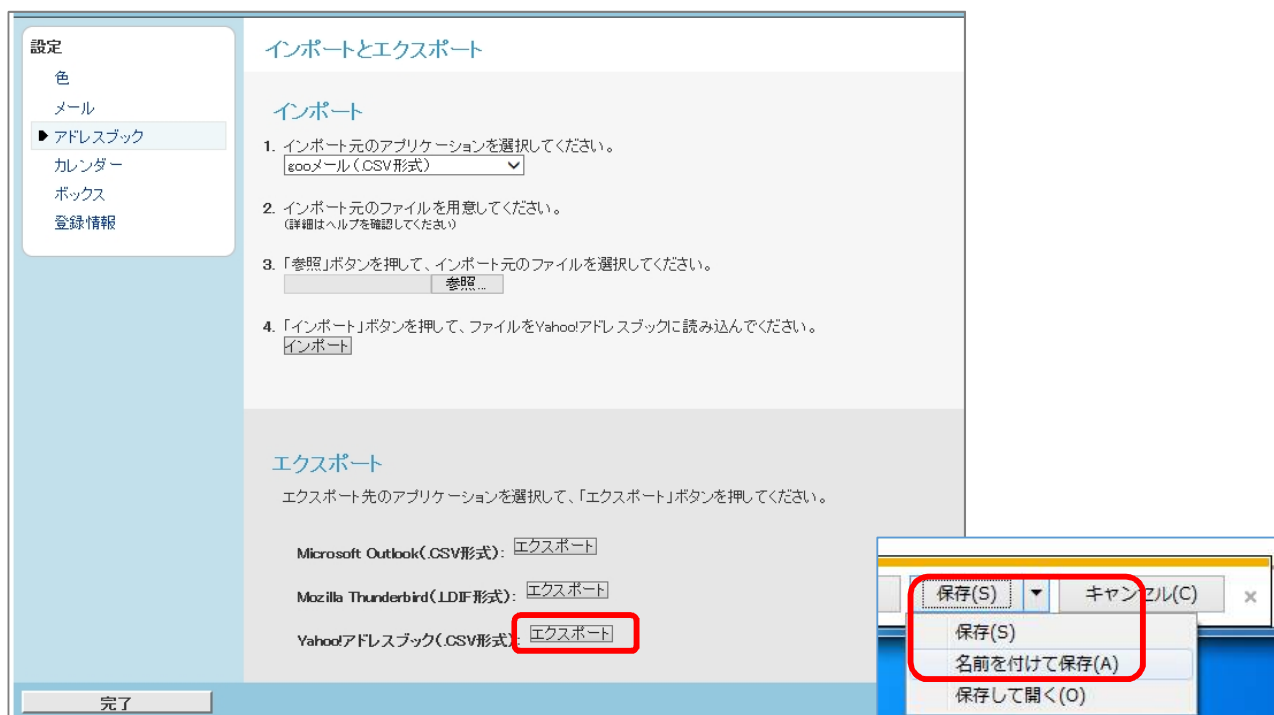 設定
色
メール
アドレスブック
カレンダー
ボックス
登録情報
インポートとエクスポート
インポート
1. インポート元のアプリケーションを選択してください。
gooメール(.CSV形式)
2. インポート元のファイルを用意してください。
(詳細はヘルプを確認してください)
3. 「参照」ボタンを押して、インポート元のファイルを選択してください。
参照...
4. 「インポート」ボタンを押して、ファイルをYahoo!アドレスブックに読み込んでください。
インポート
エクスポート
エクスポート先のアプリケーションを選択して、「エクスポート」ボタンを押してください。
Microsoft Outlook(.CSV形式): エクスポート
Mozilla Thunderbird(.LDIF形式): エクスポート
Yahoo!アドレスブック(.CSV形式): エクスポート
完了
保存(S) ▼ キャンセル(C) ×
保存(S)
名前を付けて保存(A)
保存して開く(O)